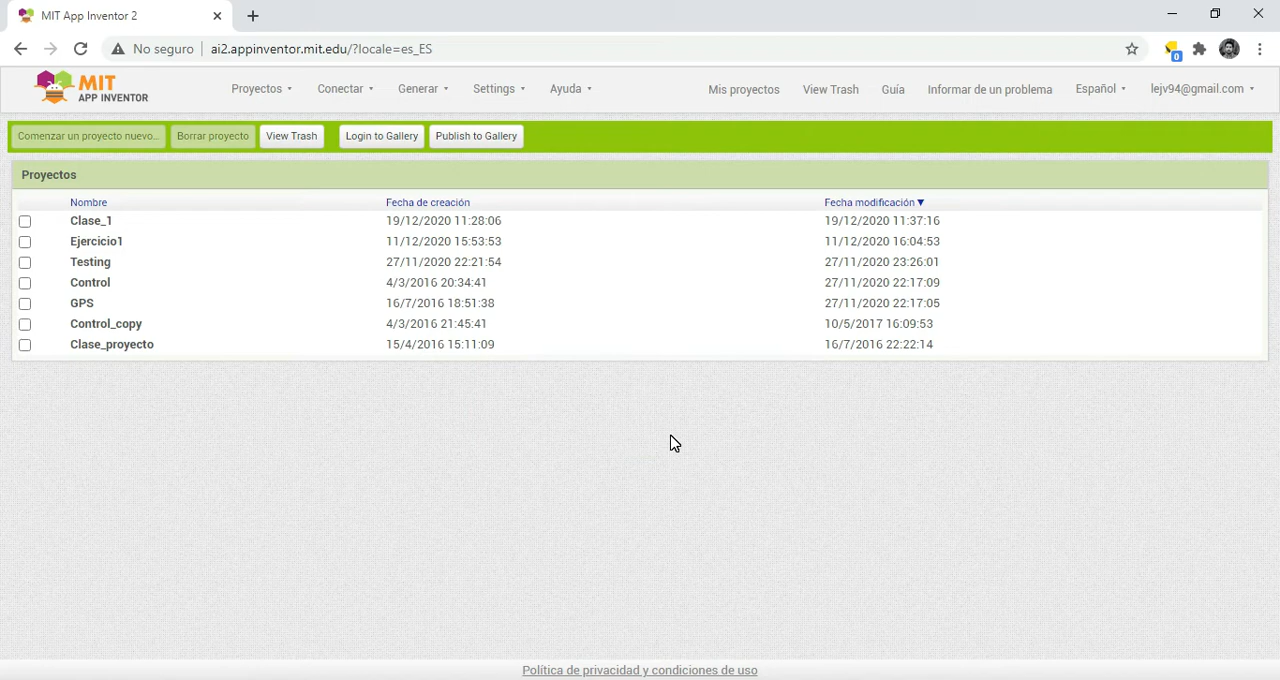 MIT App Inventor 2
No seguro ai2.appinventor.mit.edu/?locale=es_ES 0
MIT
APP INVENTOR
Proyectos Conectar Generar Settings Ayuda Mis proyectos View Trash Guía Informar de un problema Español lejv94@gmail.com
Comenzar un proyecto nuevo... Borrar proyecto View Trash Login to Gallery Publish to Gallery
Proyectos
Nombre Fecha de creación Fecha modificación▼
Clase_1 19/12/2020 11:28:06 19/12/2020 11:37:16
Ejercicio1 11/12/2020 15:53:53 11/12/2020 16:04:53
Testing 27/11/2020 22:21:54 27/11/2020 23:26:01
Control 4/3/2016 20:34:41 27/11/2020 22:17:09
GPS 16/7/2016 18:51:38 27/11/2020 22:17:05
Control_copy 4/3/2016 21:45:41 10/5/2017 16:09:53
Clase_proyecto 15/4/2016 15:11:09 16/7/2016 22:22:14
Política de privacidad y condiciones de uso